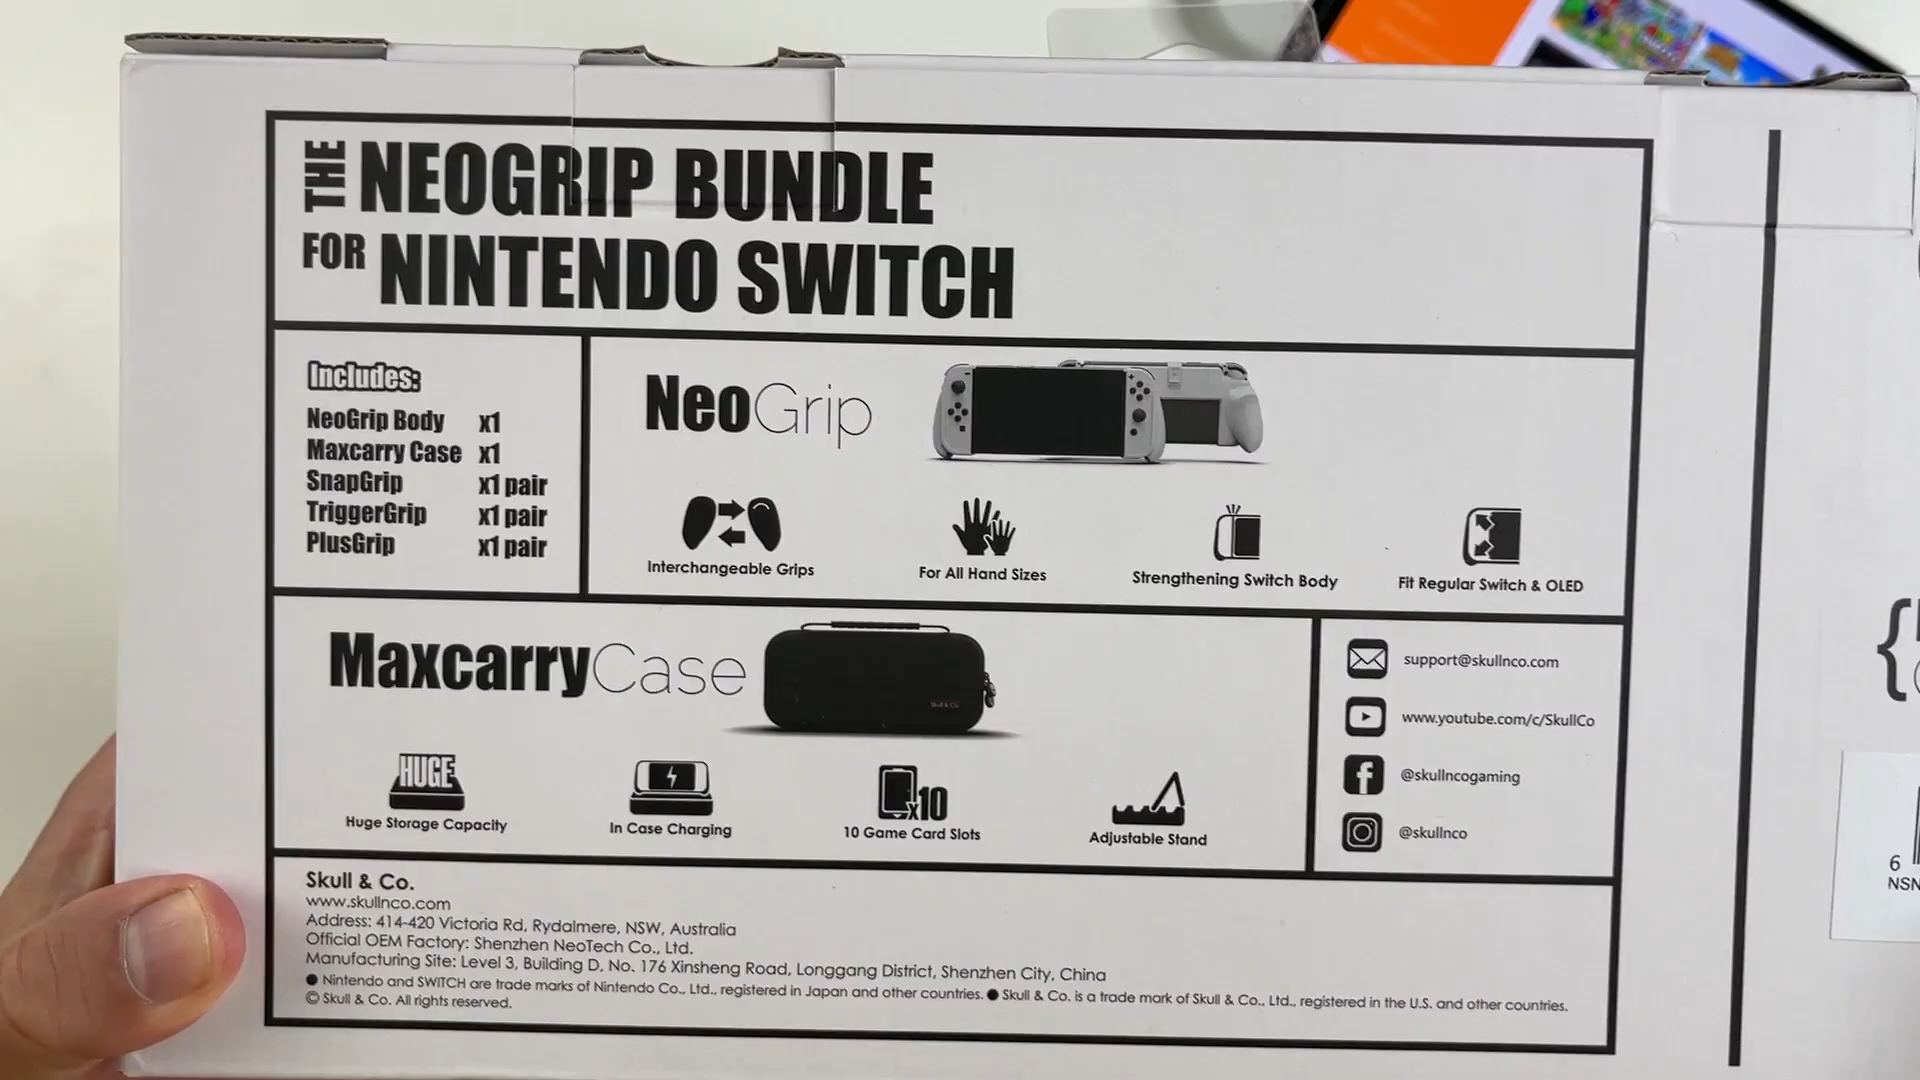 THE NEOGRIP BUNDLE
FOR NINTENDO SWITCH
Includes:
NeoGrip Body x1
Maxcarry Case x1
SnapGrip x1 pair
TriggerGrip x1 pair
PlusGrip x1 pair
NeoGrip
Interchangeable Grips
For All Hand Sizes
Strengthening Switch Body
Fit Regular Switch & OLED
MaxcarryCase
Skull & Co.
HUGE
Huge Storage Capacity
In Case Charging
x10
10 Game Card Slots
Adjustable Stand
support@skullnco.com
www.youtube.com/c/SkullCo
@skullncogaming
@skullnco
Skull & Co.
www.skullnco.com
Address: 414-420 Victoria Rd, Rydalmere, NSW, Australia
Official OEM Factory: Shenzhen NeoTech Co., Ltd.
Manufacturing Site: Level 3, Building D, No. 176 Xinsheng Road, Longgang District, Shenzhen City, China
● Nintendo and SWITCH are trade marks of Nintendo Co., Ltd., registered in Japan and other countries. ● Skull & Co. is a trade mark of Skull & Co., Ltd., registered in the U.S. and other countries.
© Skull & Co. All rights reserved.
{
6
NSN